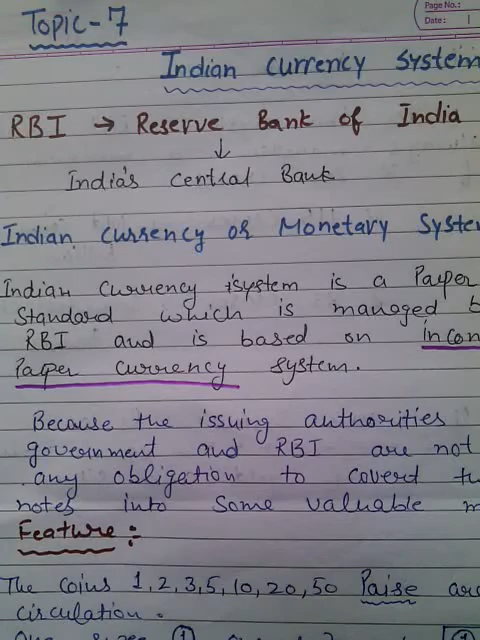 Page No.:
Date:
Topic-7
Indian Currency System
RBI → Reserve Bank of India
↓
India's Central Bank
Indian Currency or Monetary Syste
Indian Currency system is a Paper
Standard which is managed b
RBI and is based on incon
Paper currency system.
Because the issuing authorities
government and RBI are not
any obligation to covert t
notes into some valuable m
Feature :-
The Coins 1, 2, 3, 5, 10, 20, 50 Paise are
circulation.